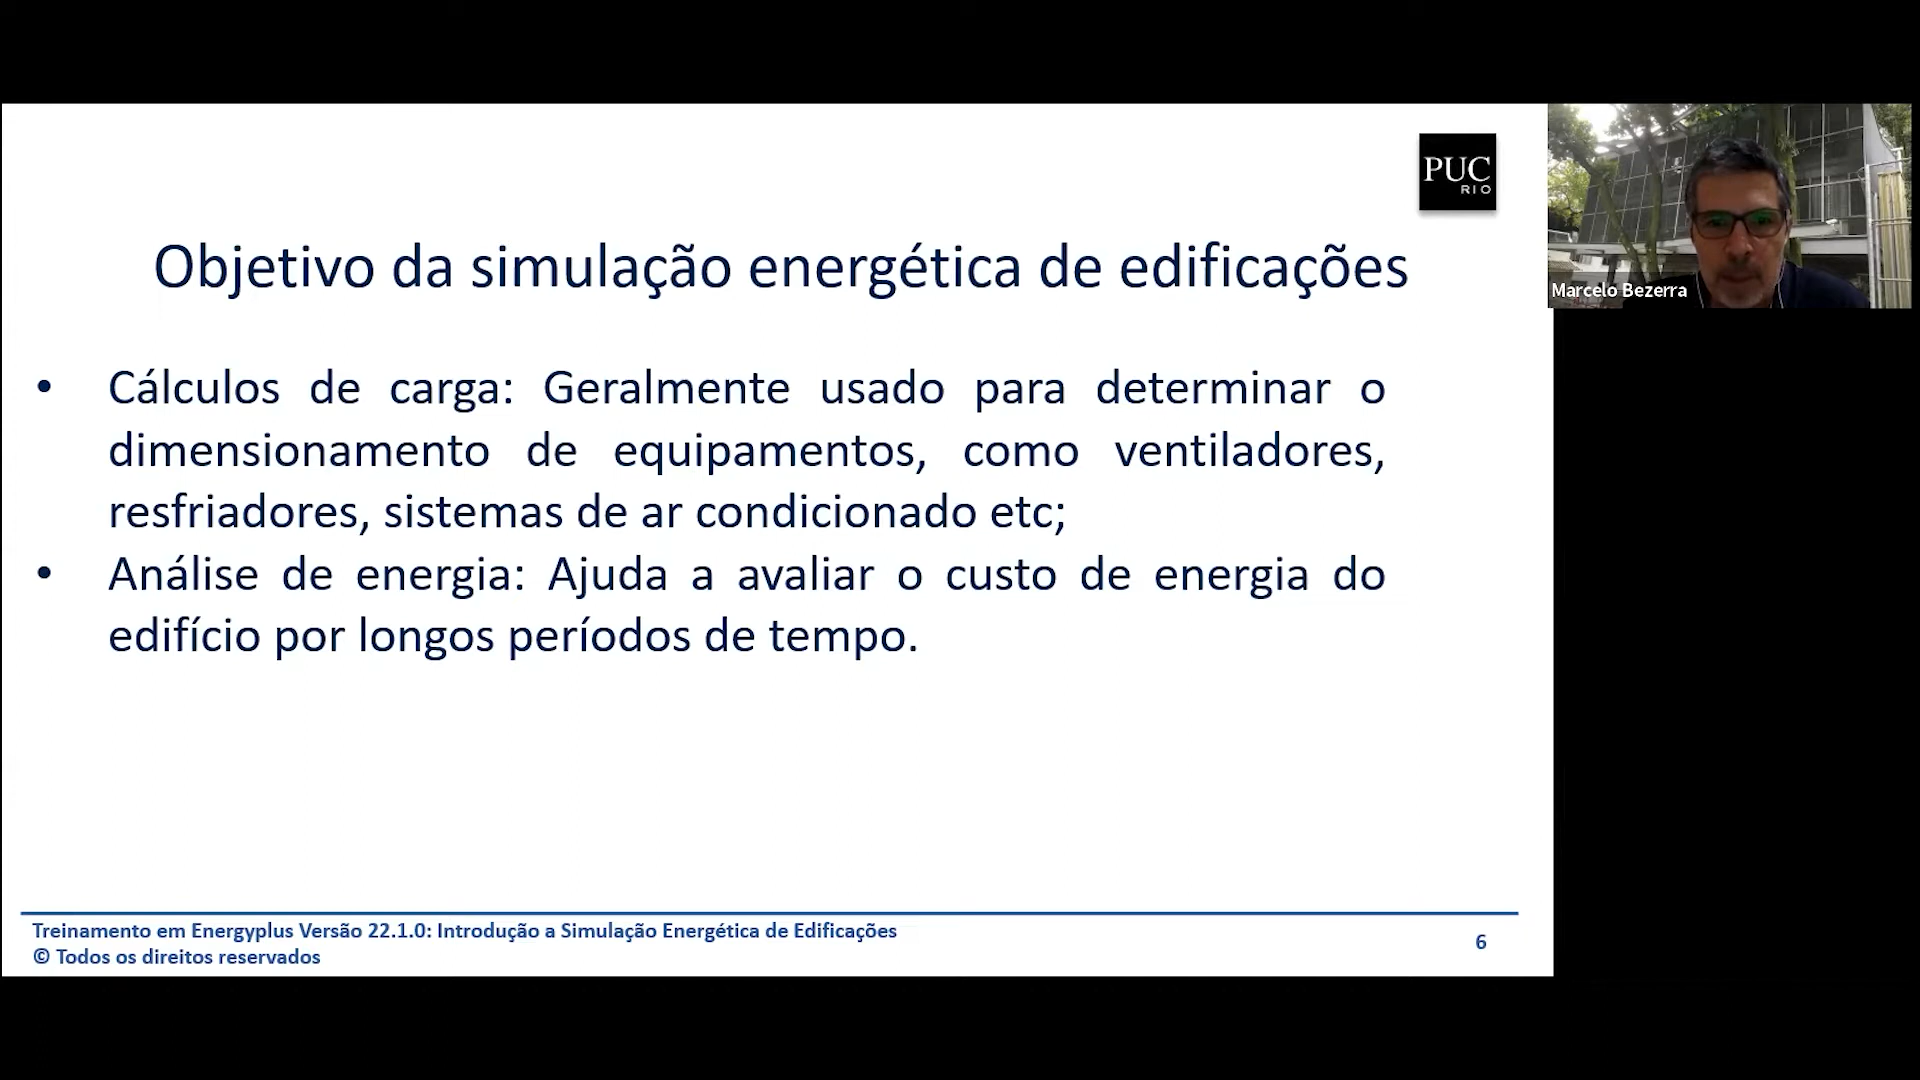 PUC
RIO
Marcelo Bezerra
Objetivo da simulação energética de edificações
• Cálculos de carga: Geralmente usado para determinar o
dimensionamento de equipamentos, como ventiladores,
resfriadores, sistemas de ar condicionado etc;
• Análise de energia: Ajuda a avaliar o custo de energia do
edifício por longos períodos de tempo.
Treinamento em Energyplus Versão 22.1.0: Introdução a Simulação Energética de Edificações
© Todos os direitos reservados
6